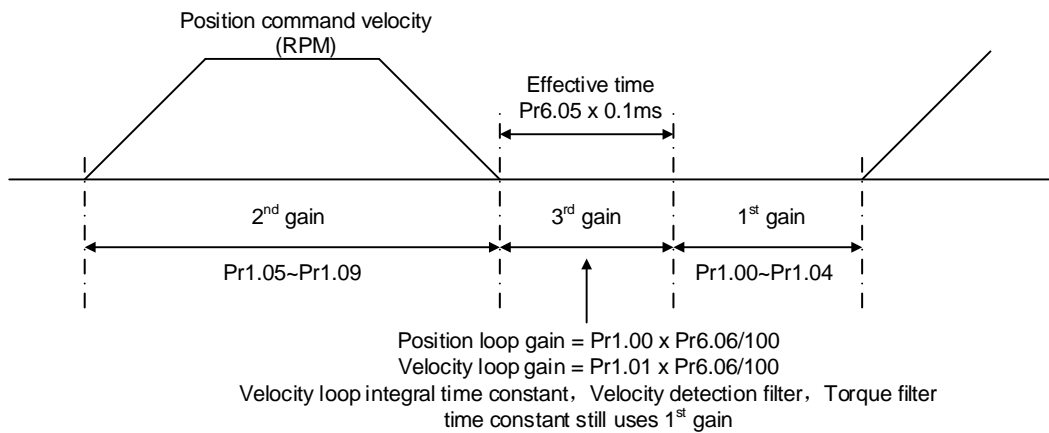 Position command velocity
(RPM)
Effective time
Pr6.05 x 0.1ms
2nd gain
3rd gain
1st gain
Pr1.05~Pr1.09
Pr1.00~Pr1.04
Position loop gain = Pr1.00 x Pr6.06/100
Velocity loop gain = Pr1.01 x Pr6.06/100
Velocity loop integral time constant，Velocity detection filter，Torque filter
time constant still uses 1st gain